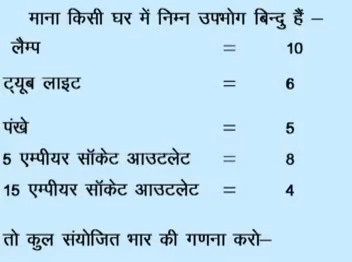 माना किसी घर में निम्न उपभोग बिन्दु हैं –
लैम्प = 10
ट्यूब लाइट = 6
पंखे = 5
5 एम्पीयर सॉकेट आउटलेट = 8
15 एम्पीयर सॉकेट आउटलेट = 4
तो कुल संयोजित भार की गणना करो–